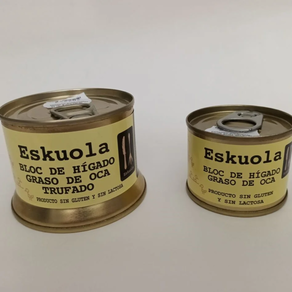 Eskuola
BLOC DE HÍGADO
GRASO DE OCA
TRUFADO
PRODUCTO SIN GLUTEN Y SIN LACTOSA
Eskuola
BLOC DE HÍGADO
GRASO DE OCA
PRODUCTO SIN GLUTEN
Y SIN LACTOSA